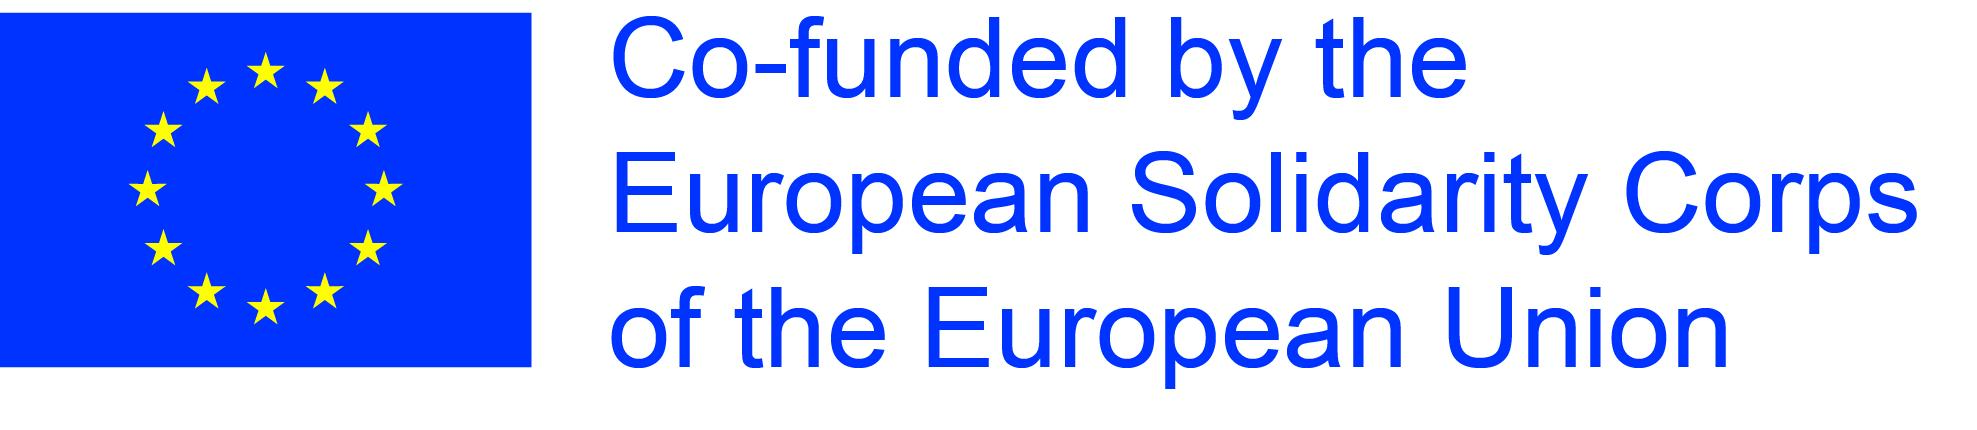 Co-funded by the
European Solidarity Corps
of the European Union